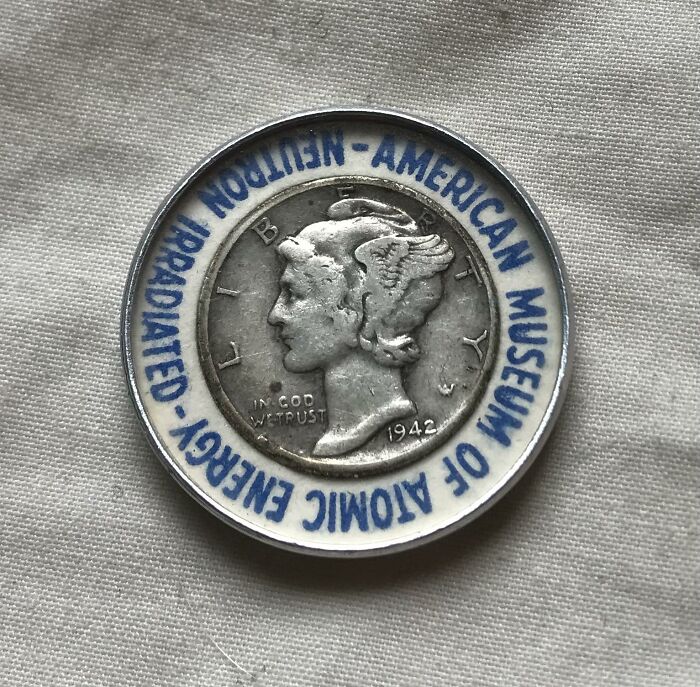 AMERICAN MUSEUM OF ATOMIC ENERGY - NEUTRON IRRADIATED -
LIBERTY
IN GOD
WE TRUST
1942